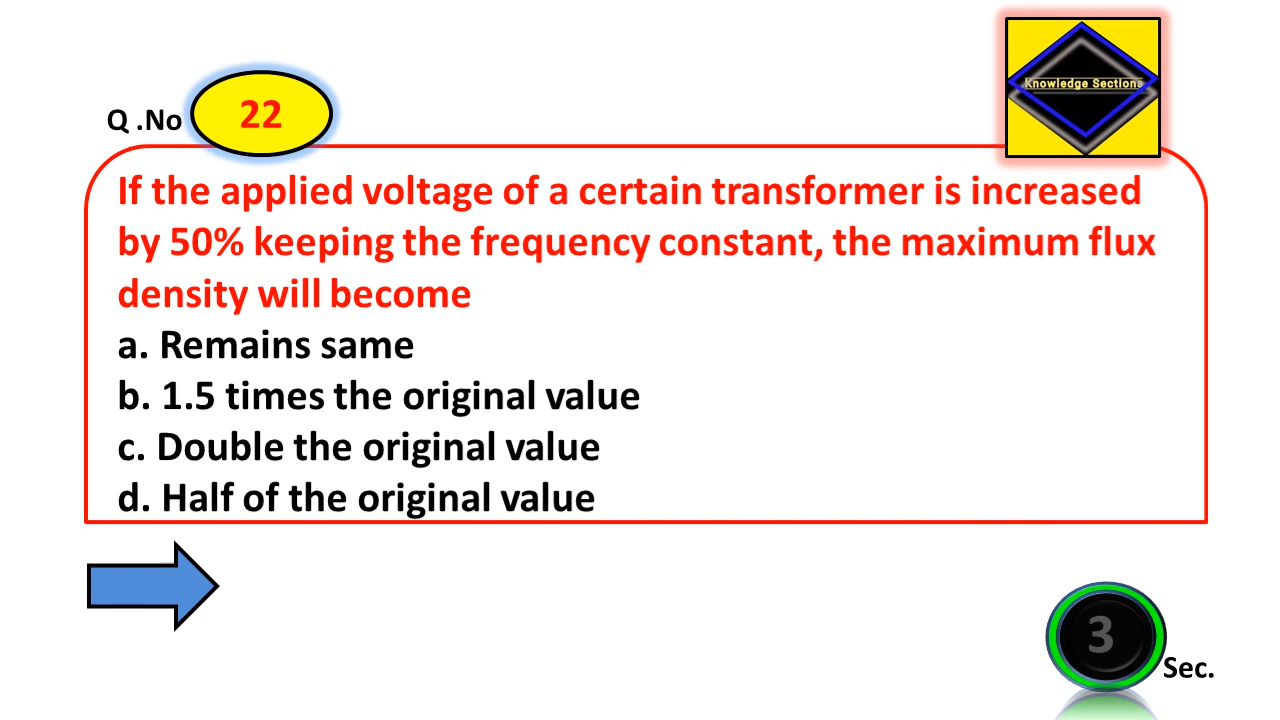 Knowledge Sections
Q .No 22
If the applied voltage of a certain transformer is increased
by 50% keeping the frequency constant, the maximum flux
density will become
a. Remains same
b. 1.5 times the original value
c. Double the original value
d. Half of the original value
3
Sec.